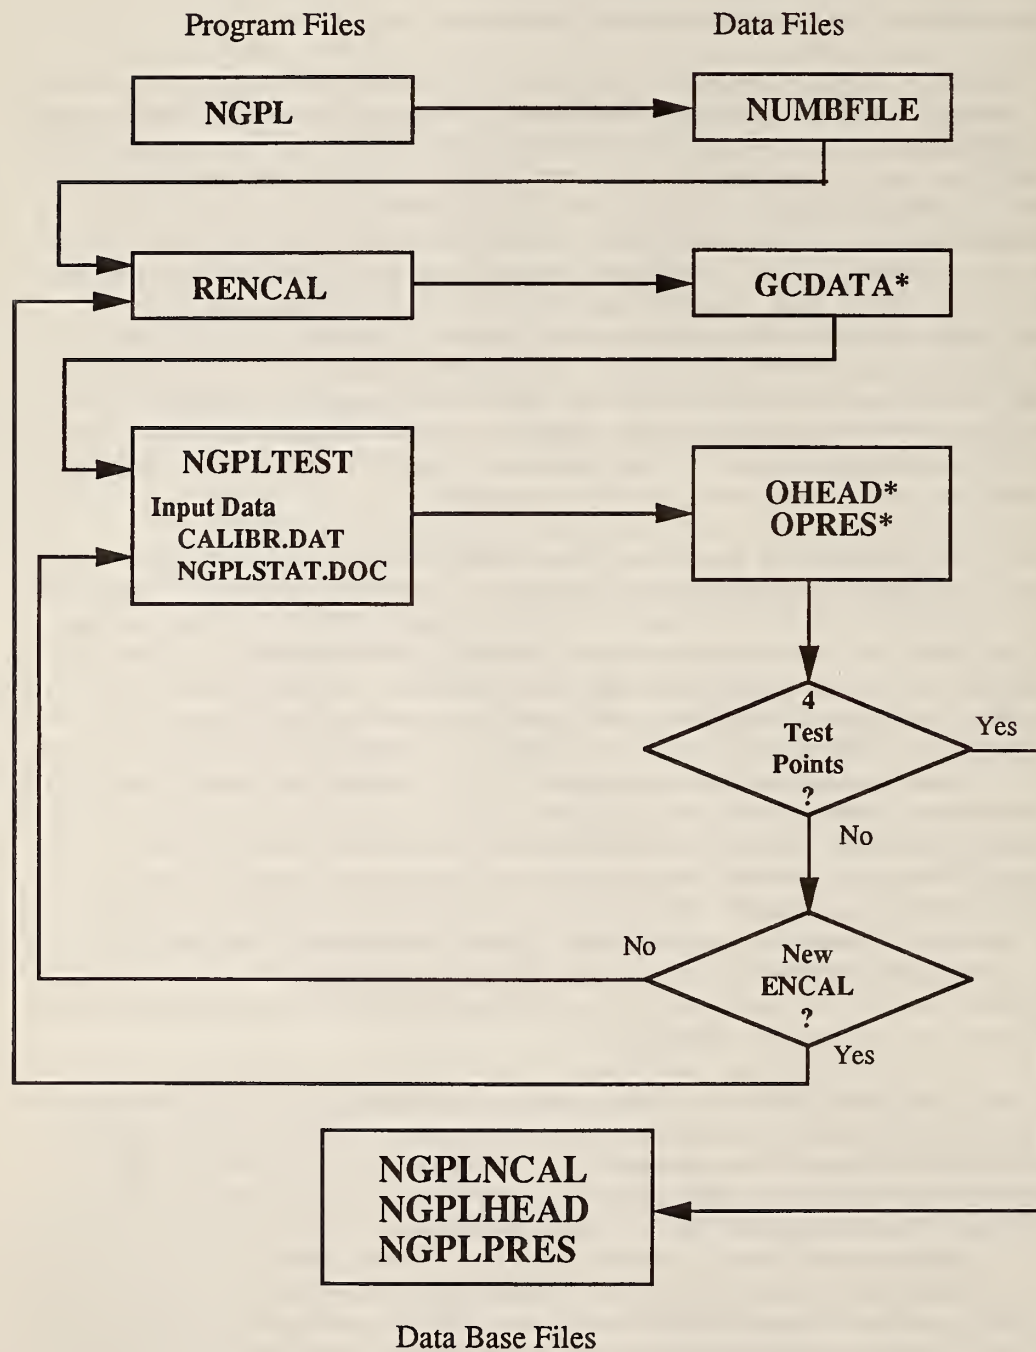 Program Files
Data Files
NGPL
NUMBFILE
RENCAL
GCDATA*
NGPLTEST
Input Data
CALIBR.DAT
NGPLSTAT.DOC
OHEAD*
OPRES*
4
Test
Points
?
Yes
No
No
New
ENCAL
?
Yes
NGPLNCAL
NGPLHEAD
NGPLPRES
Data Base Files